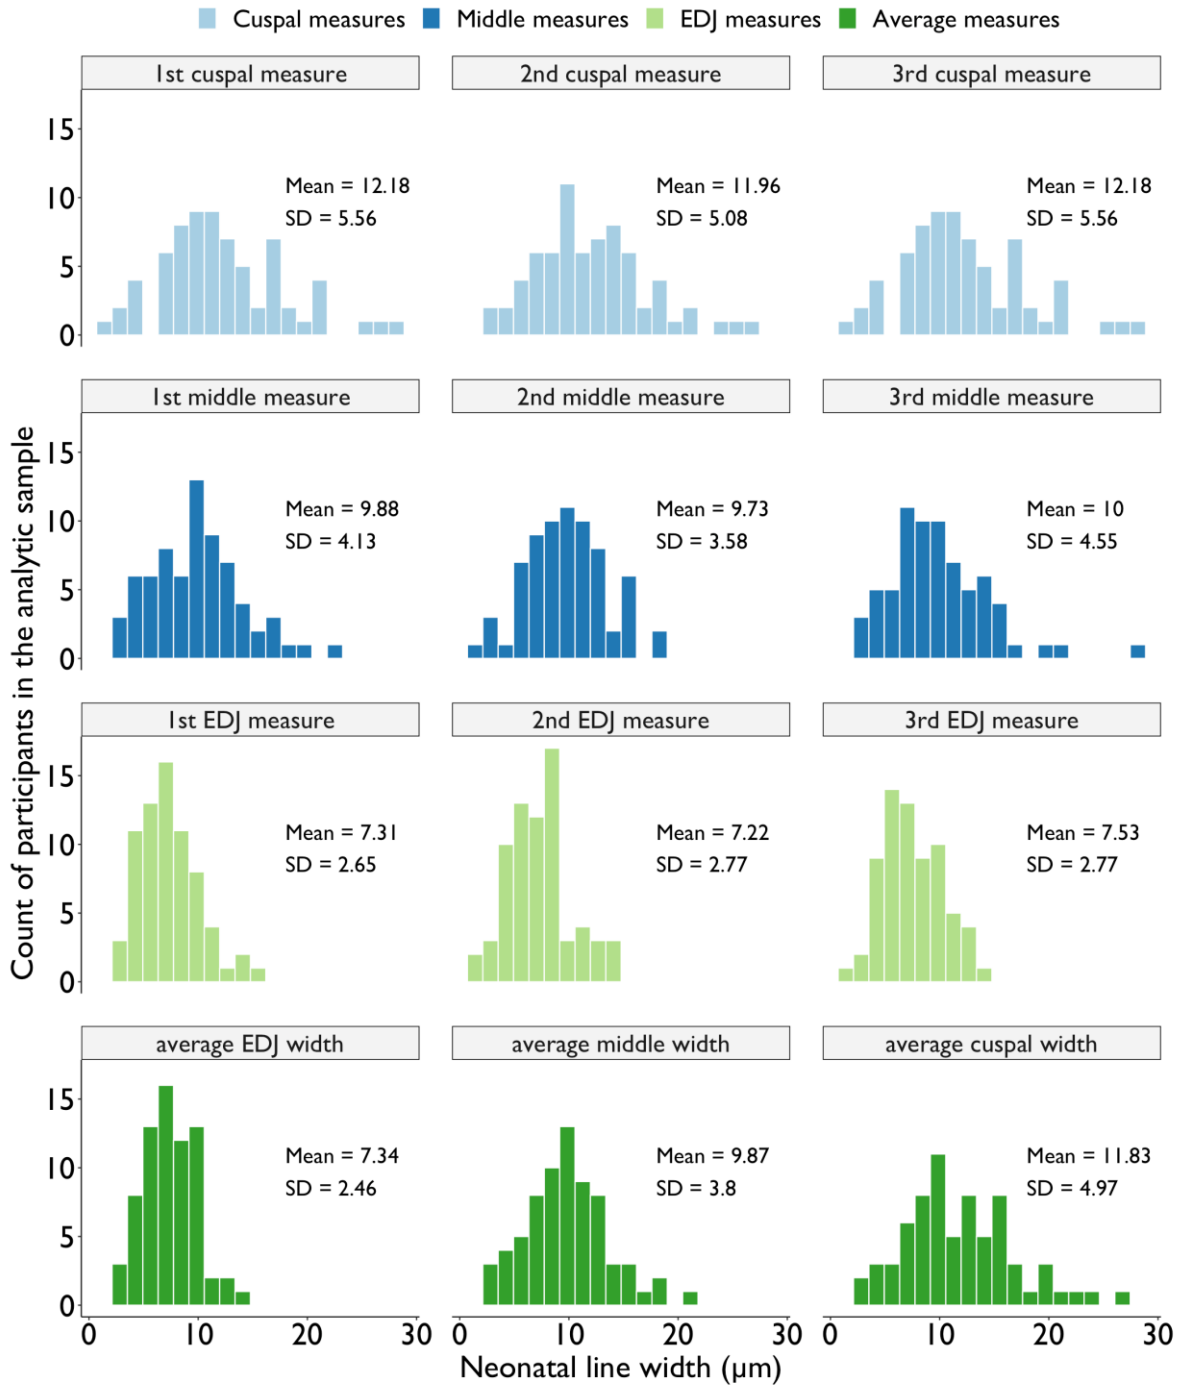 Cuspal measures Middle measures EDJ measures Average measures
1st cuspal measure 2nd cuspal measure 3rd cuspal measure
15
10
5
0
Mean = 12.18
SD = 5.56
Mean = 11.96
SD = 5.08
Mean = 12.18
SD = 5.56
1st middle measure 2nd middle measure 3rd middle measure
15
10
5
0
Mean = 9.88
SD = 4.13
Mean = 9.73
SD = 3.58
Mean = 10
SD = 4.55
Count of participants in the analytic sample
1st EDJ measure 2nd EDJ measure 3rd EDJ measure
15
10
5
0
Mean = 7.31
SD = 2.65
Mean = 7.22
SD = 2.77
Mean = 7.53
SD = 2.77
average EDJ width average middle width average cuspal width
15
10
5
0
Mean = 7.34
SD = 2.46
Mean = 9.87
SD = 3.8
Mean = 11.83
SD = 4.97
0 10 20 30 0 10 20 30 0 10 20 30
Neonatal line width (μm)